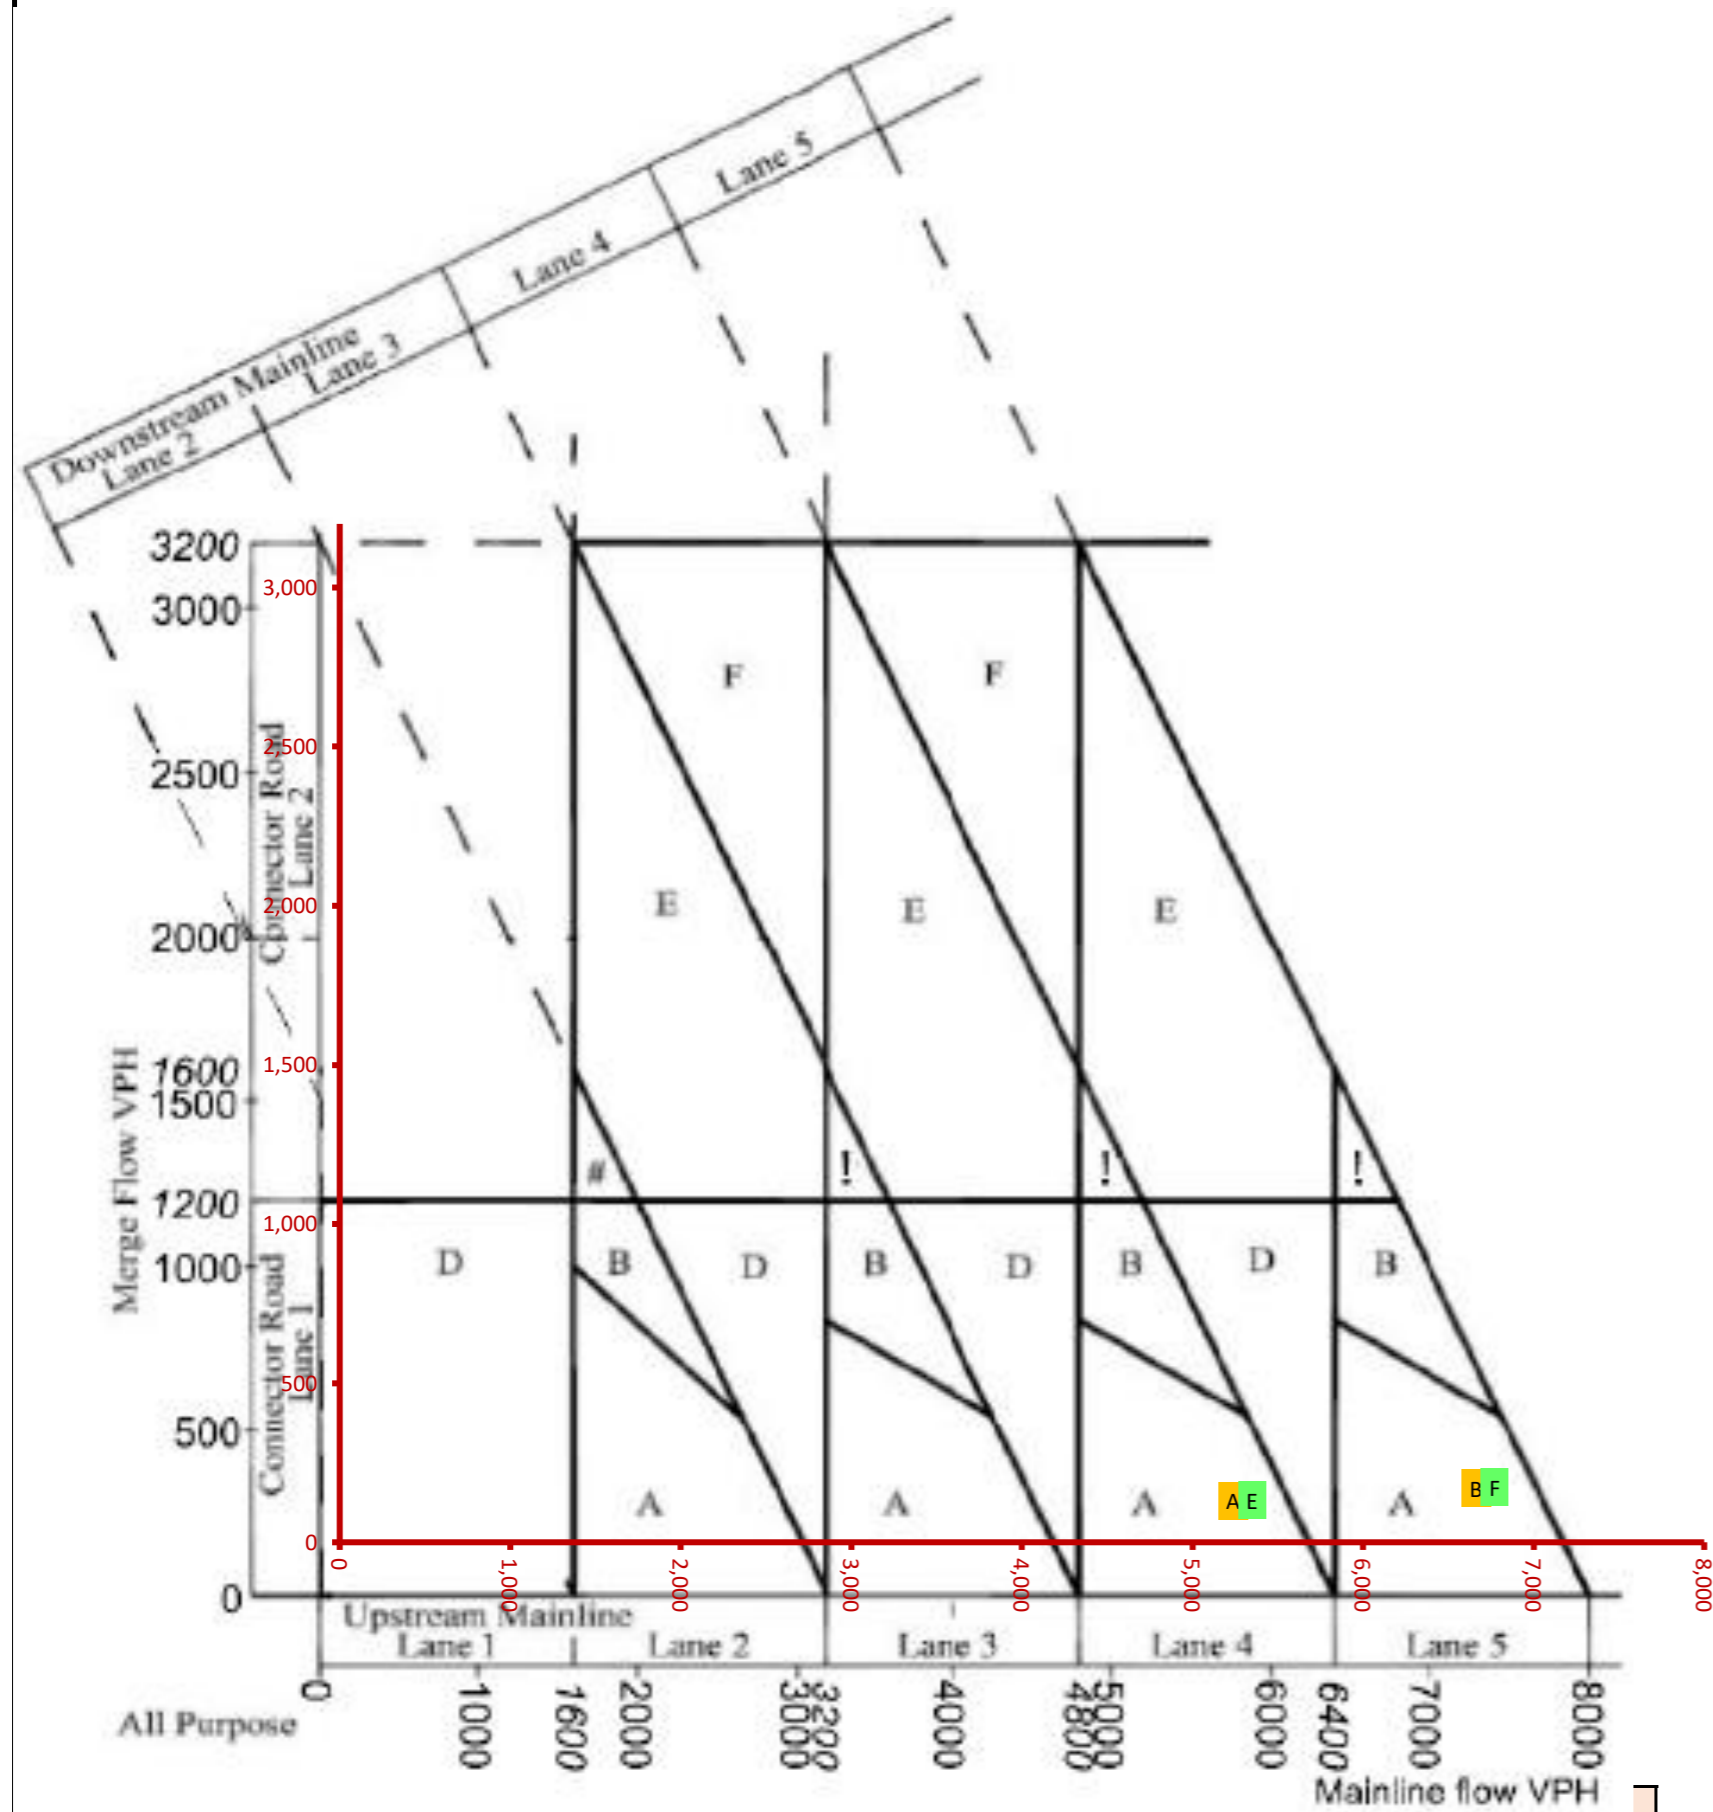 Lane 5
Lane 4
Downstream Mainline
Lane 3
Lane 2
3200
3,000
3000
F
F
2,500
2500
Connector Road
Lane 2
2,000
E
E
E
2000
1,500
1600
1500
Merge Flow VPH
#
!
!
!
1200
1,000
1000
D
B
D
B
D
B
D
B
Connector Road
Lane 1
500
500
A
A
A
A E
A
B F
0
0
1,000
2,000
3,000
4,000
5,000
6,000
7,000
8,000
0
Upstream Mainline
Lane 1
Lane 2
Lane 3
Lane 4
Lane 5
0
1000
1600
2000
3000
3200
4000
4800
5000
6000
6400
7000
8000
All Purpose
Mainline flow VPH